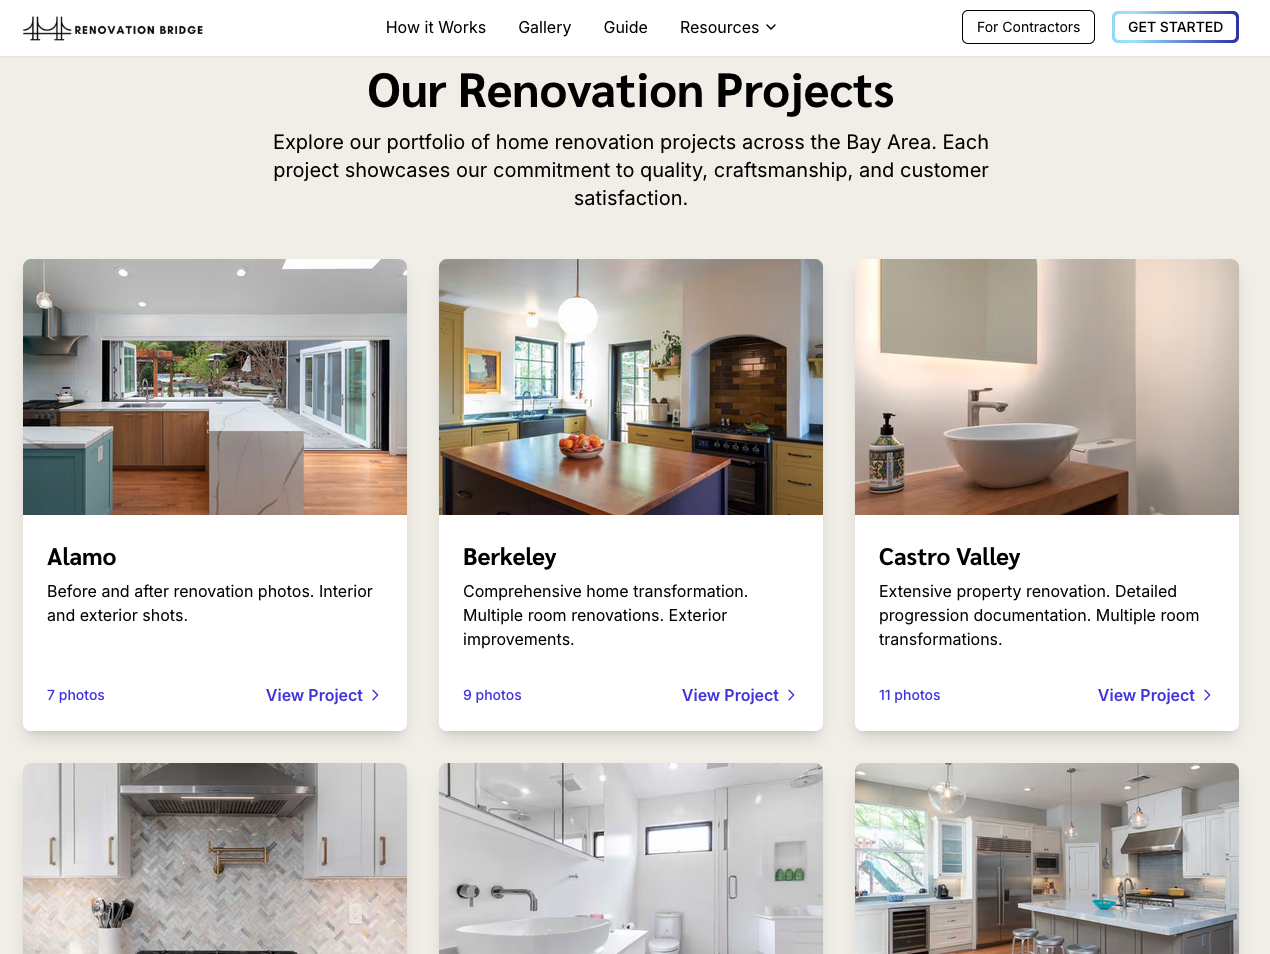 RENOVATION BRIDGE
How it Works
Gallery
Guide
Resources
For Contractors
GET STARTED
Our Renovation Projects
Explore our portfolio of home renovation projects across the Bay Area. Each
project showcases our commitment to quality, craftsmanship, and customer
satisfaction.
Alamo
Before and after renovation photos. Interior
and exterior shots.
7 photos
View Project
Berkeley
Comprehensive home transformation.
Multiple room renovations. Exterior
improvements.
9 photos
View Project
Castro Valley
Extensive property renovation. Detailed
progression documentation. Multiple room
transformations.
11 photos
View Project